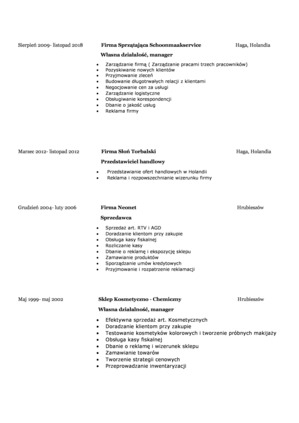 Sierpień 2009- listopad 2018 Firma Sprzątająca Schoonmaakservice Haga, Holandia
Własna działalność, manager
• Zarządzanie firmą ( Zarządzanie pracami trzech pracowników)
• Pozyskiwanie nowych klientów
• Przyjmowanie zleceń
• Budowanie długotrwałych relacji z klientami
• Negocjowanie cen za usługi
• Zarządzanie logistyczne
• Obsługiwanie korespondencji
• Dbanie o jakość usług
• Reklama firmy
Marzec 2012- listopad 2012 Firma Słoń Torbalski Haga, Holandia
Przedstawiciel handlowy
• Przedstawianie ofert handlowych w Holandii
• Reklama i rozpowszechnianie wizerunku firmy
Grudzień 2004- luty 2006 Firma Neonet Hrubieszów
Sprzedawca
• Sprzedaż art. RTV i AGD
• Doradzanie klientom przy zakupie
• Obsługa kasy fiskalnej
• Rozliczanie kasy
• Dbanie o reklamę i ekspozycję sklepu
• Zamawianie produktów
• Sporządzanie umów kredytowych
• Przyjmowanie i rozpatrzenie reklamacji
Maj 1999- maj 2002 Sklep Kosmetyczno - Chemiczny Hrubieszów
Własna działalność, manager
• Efektywna sprzedaż art. Kosmetycznych
• Doradzanie klientom przy zakupie
• Testowanie kosmetyków kolorowych i tworzenie próbnych makijaży
• Obsługa kasy fiskalnej
• Dbanie o reklamę i wizerunek sklepu
• Zamawianie towarów
• Tworzenie strategii cenowych
• Przeprowadzanie inwentaryzacji